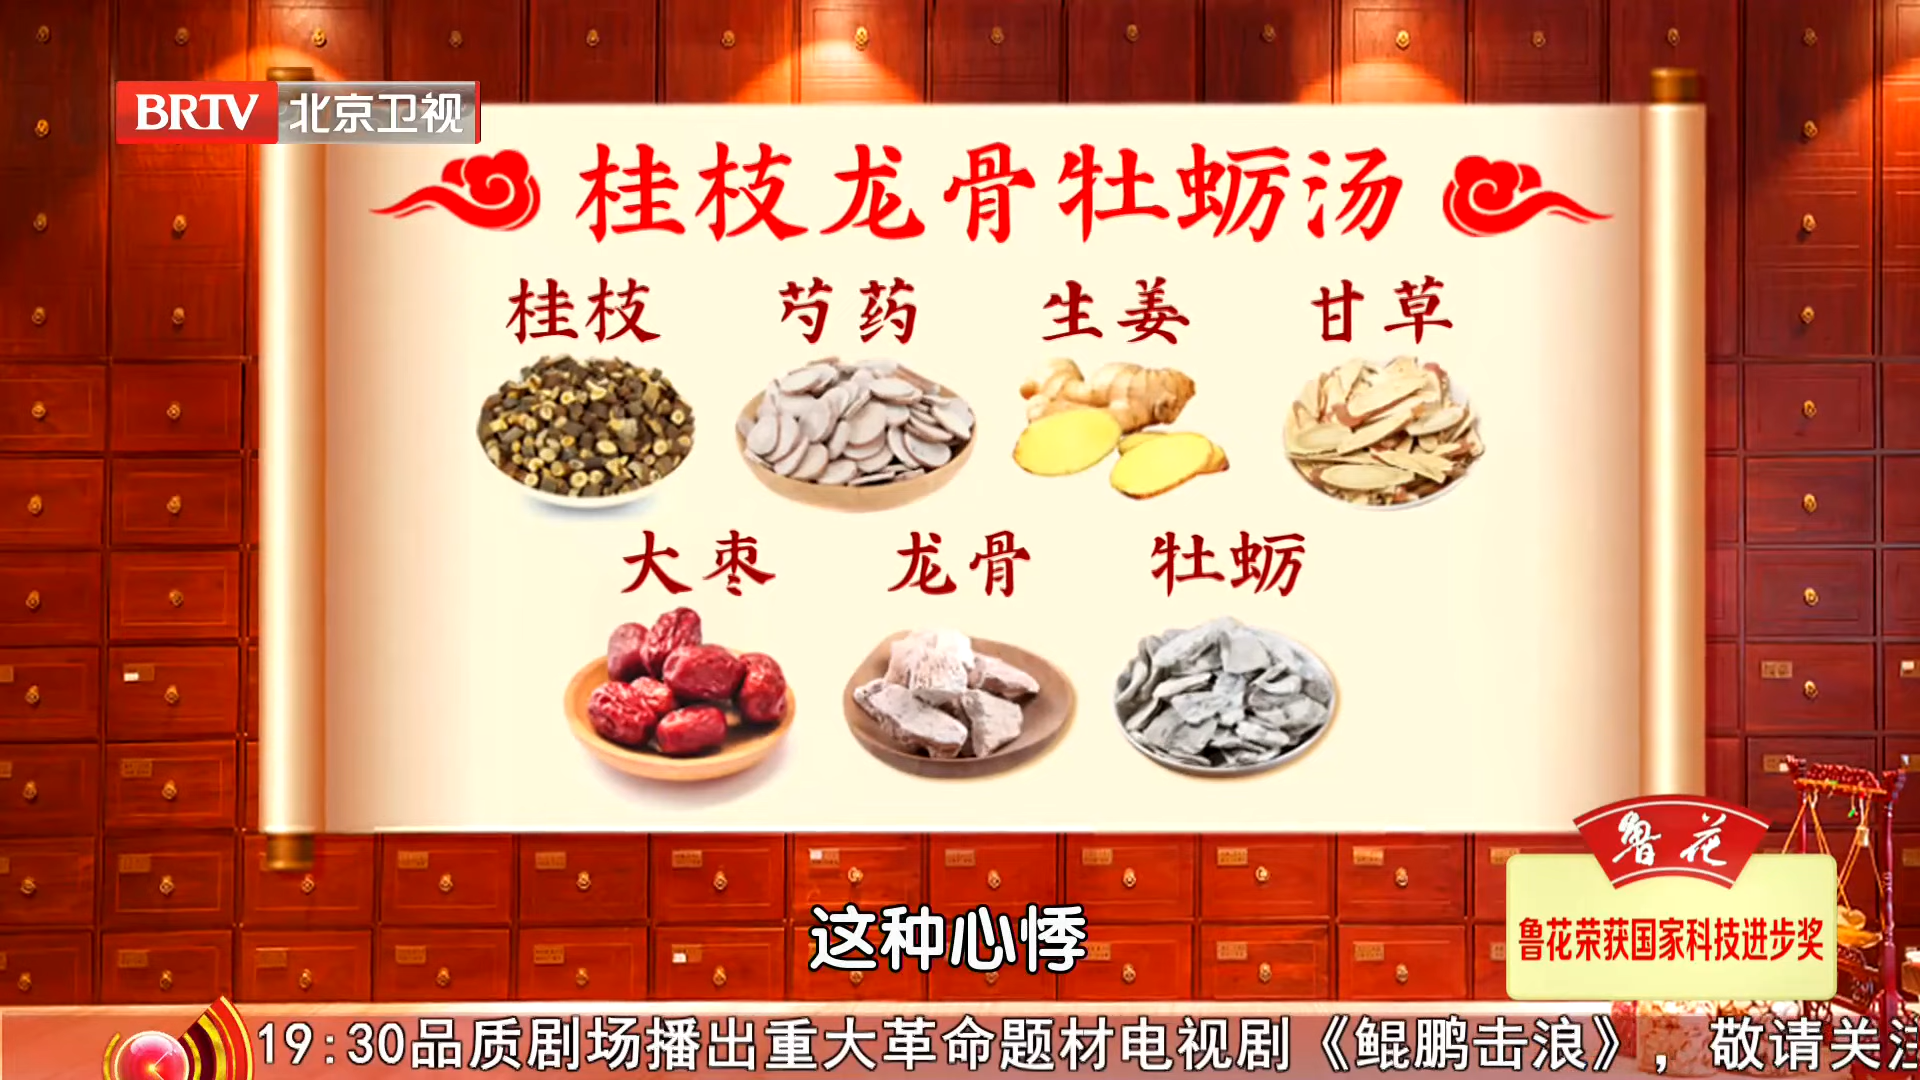 BRTV 北京卫视
桂枝龙骨牡蛎汤
桂枝 芍药 生姜 甘草
大枣 龙骨 牡蛎
鲁花
鲁花荣获国家科技进步奖
这种心悸
19:30品质剧场播出重大革命题材电视剧《鲲鹏击浪》，敬请关注